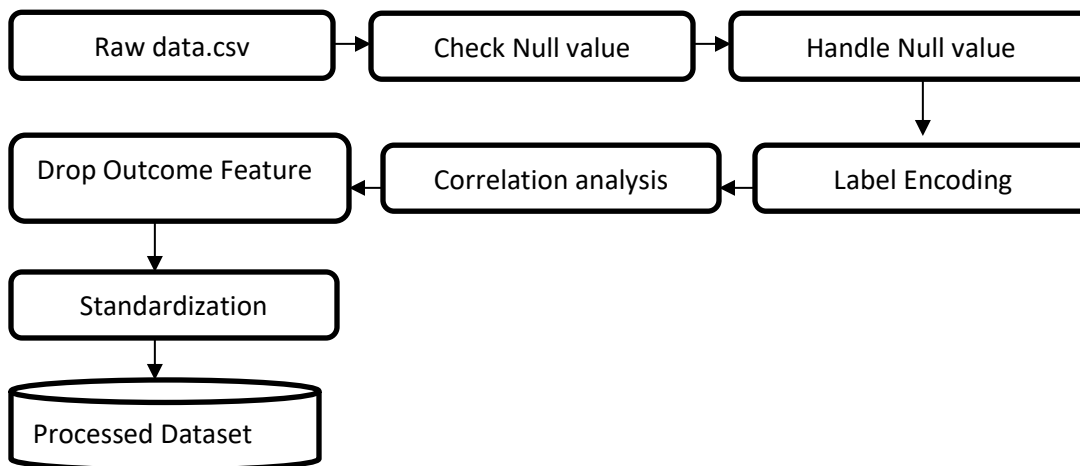 Raw data.csv
Check Null value
Handle Null value
Label Encoding
Correlation analysis
Drop Outcome Feature
Standardization
Processed Dataset